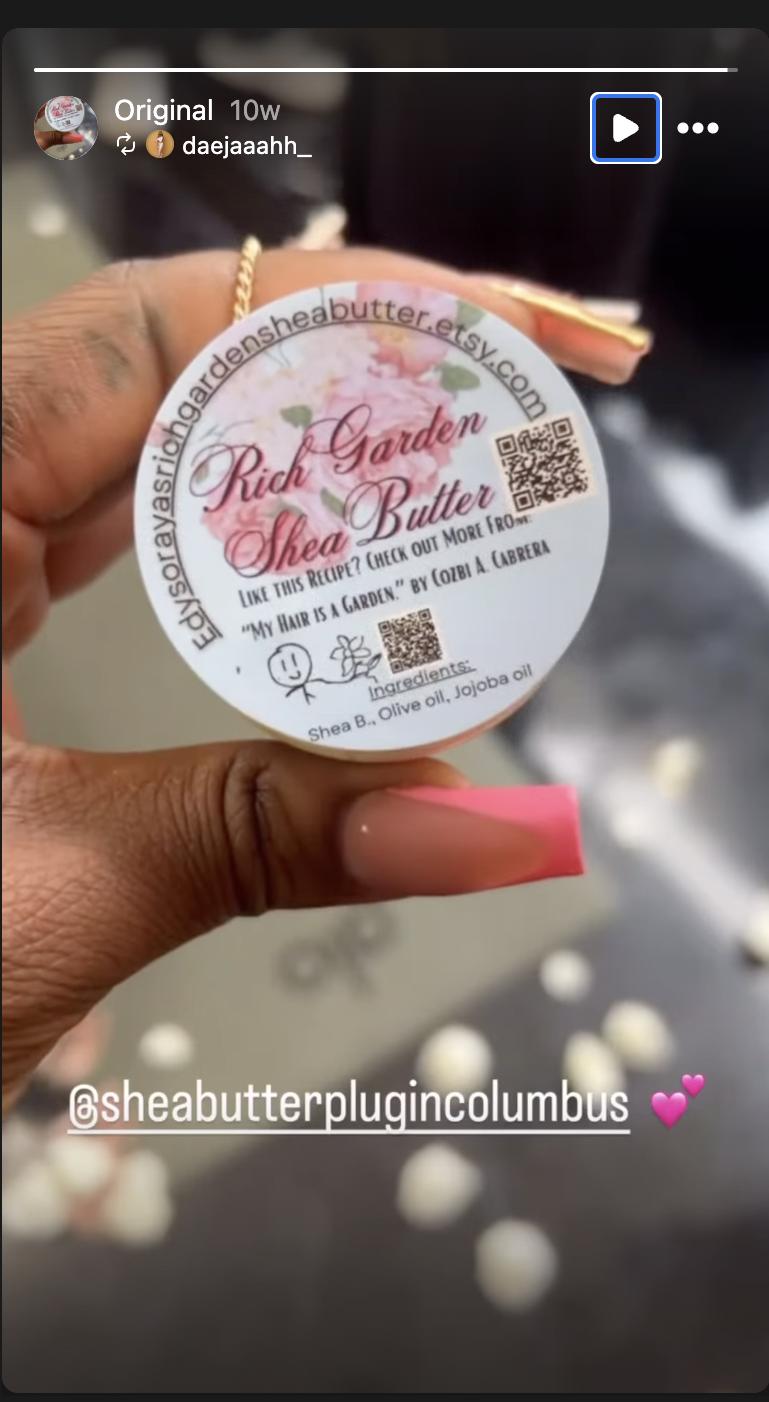 Original 10w
daejaaahh_
Edysorayasrichgardensheabutter.etsy.com
Rich Garden
Shea Butter
LIKE THIS RECIPE? CHECK OUT MORE FROM:
"MY HAIR IS A GARDEN." BY COZBI A. CABRERA
Ingredients:
Shea B., Olive oil, Jojoba oil
@sheabutterplugincolumbus 💕